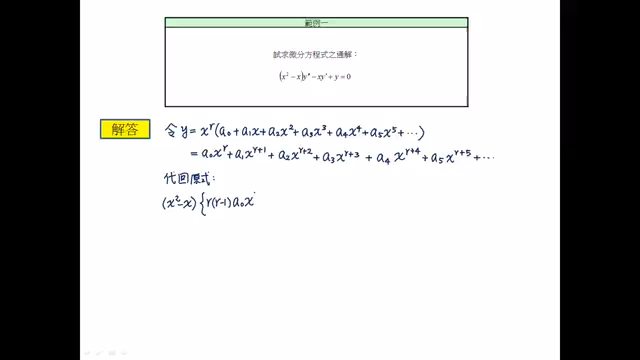 範例一
試求微分方程式之通解:
(x²-x)y"-xy'+y=0
解答
令 y = x^r(a₀+a₁x+a₂x²+a₃x³+a₄x⁴+a₅x⁵+⋯)
= a₀x^r+a₁x^{r+1}+a₂x^{r+2}+a₃x^{r+3}+a₄x^{r+4}+a₅x^{r+5}+⋯
代回原式:
(x²-x){r(r-1)a₀x